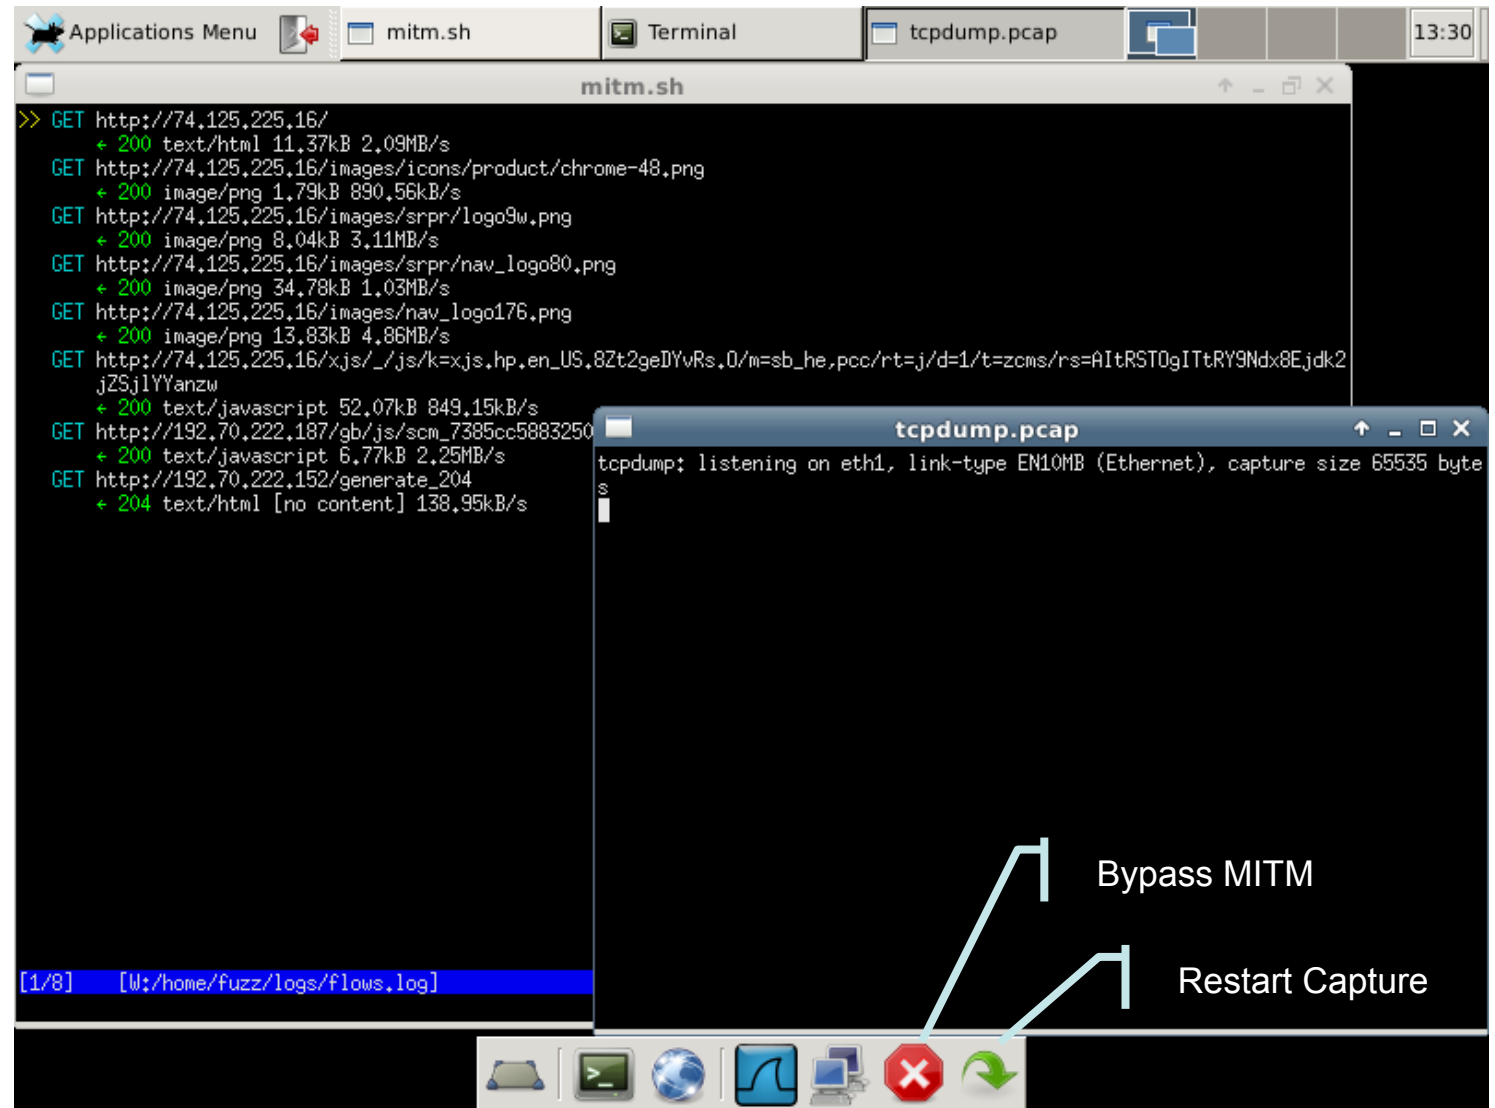 Applications Menu
mitm.sh
Terminal
tcpdump.pcap
13:30
mitm.sh
>> GET http://74.125.225.16/
← 200 text/html 11.37kB 2.09MB/s
GET http://74.125.225.16/images/icons/product/chrome-48.png
← 200 image/png 1.79kB 890.56kB/s
GET http://74.125.225.16/images/srpr/logo9w.png
← 200 image/png 8.04kB 3.11MB/s
GET http://74.125.225.16/images/srpr/nav_logo80.png
← 200 image/png 34.78kB 1.03MB/s
GET http://74.125.225.16/images/nav_logo176.png
← 200 image/png 13.83kB 4.86MB/s
GET http://74.125.225.16/xjs/_/js/k=xjs.hp.en_US.8Zt2geDYvRs.O/m=sb_he,pcc/rt=j/d=1/t=zcms/rs=AItRSTOgITtRY9Ndx8Ejdk2
jZSjlYYanzw
← 200 text/javascript 52.07kB 849.15kB/s
GET http://192.70.222.187/gb/js/scm_7385cc5883250
← 200 text/javascript 6.77kB 2.25MB/s
GET http://192.70.222.152/generate_204
← 204 text/html [no content] 138.95kB/s
[1/8] [W:/home/fuzz/logs/flows.log]
tcpdump.pcap
tcpdump: listening on eth1, link-type EN10MB (Ethernet), capture size 65535 byte
s
Bypass MITM
Restart Capture